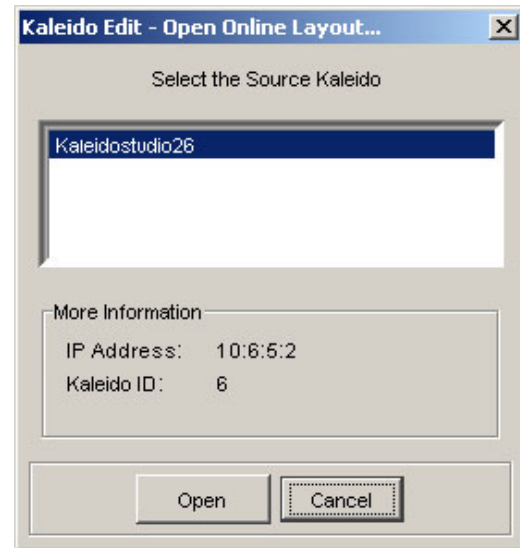 Kaleido Edit - Open Online Layout...
Select the Source Kaleido
Kaleidostudio26
More Information
IP Address: 10:6:5:2
Kaleido ID: 6
Open Cancel